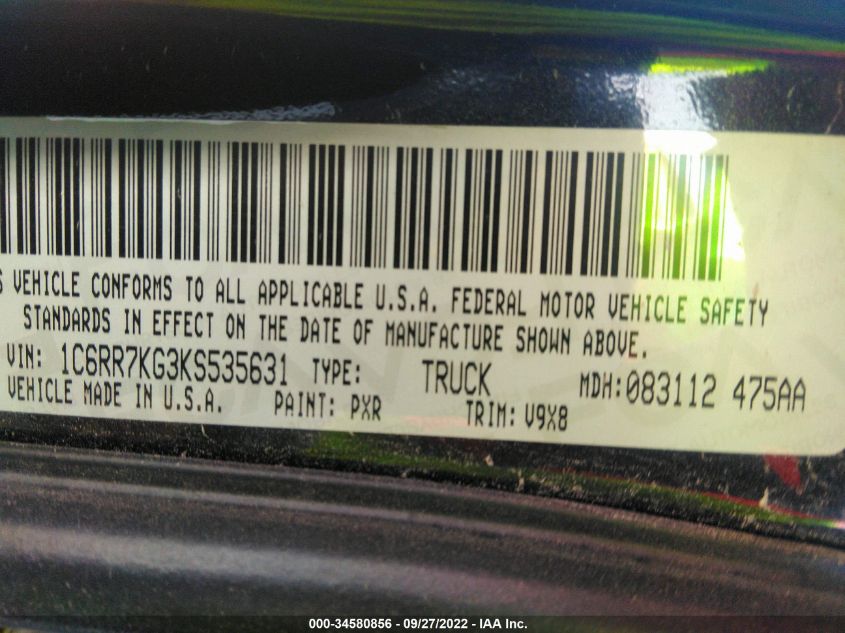 VEHICLE CONFORMS TO ALL APPLICABLE U.S.A. FEDERAL MOTOR VEHICLE SAFETY
STANDARDS IN EFFECT ON THE DATE OF MANUFACTURE SHOWN ABOVE.
VIN: 1C6RR7KG3KS535631 TYPE: TRUCK MDH:083112 475AA
VEHICLE MADE IN U.S.A. PAINT: PXR TRIM: V9X8
000-34580856 - 09/27/2022 - IAA Inc.